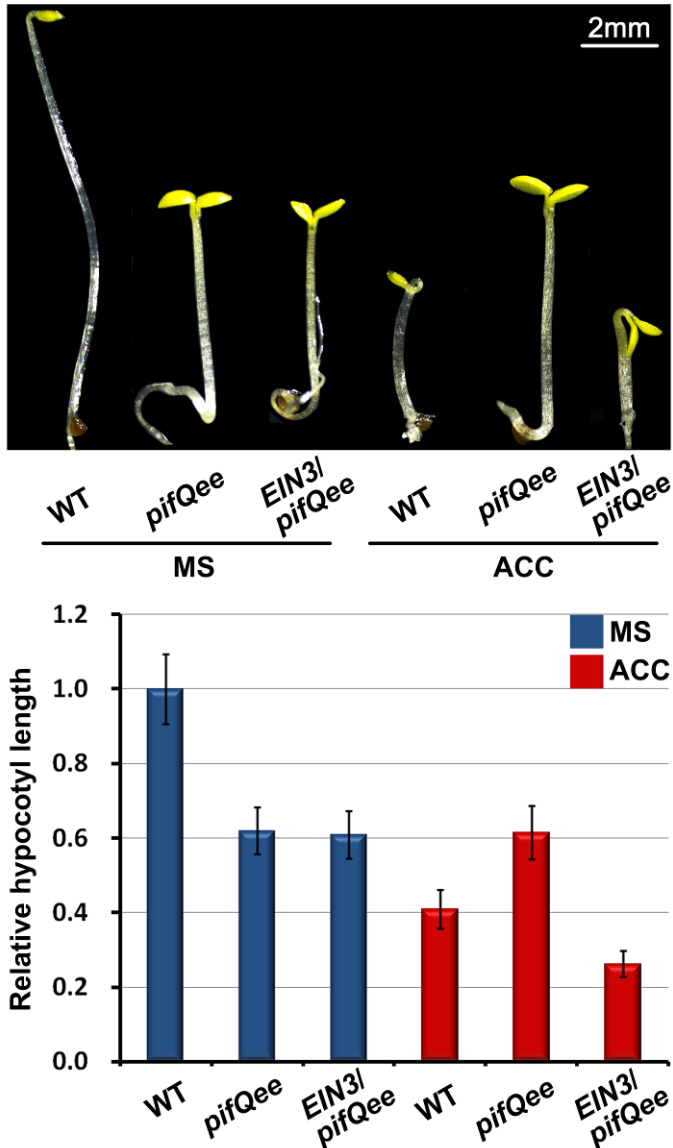 2mm
WT
pifQee
EIN3/
pifQee
WT
pifQee
EIN3/
pifQee
MS
ACC
Relative hypocotyl length
1.2
1.0
0.8
0.6
0.4
0.2
0.0
MS
ACC
WT
pifQee
EIN3/
pifQee
WT
pifQee
EIN3/
pifQee